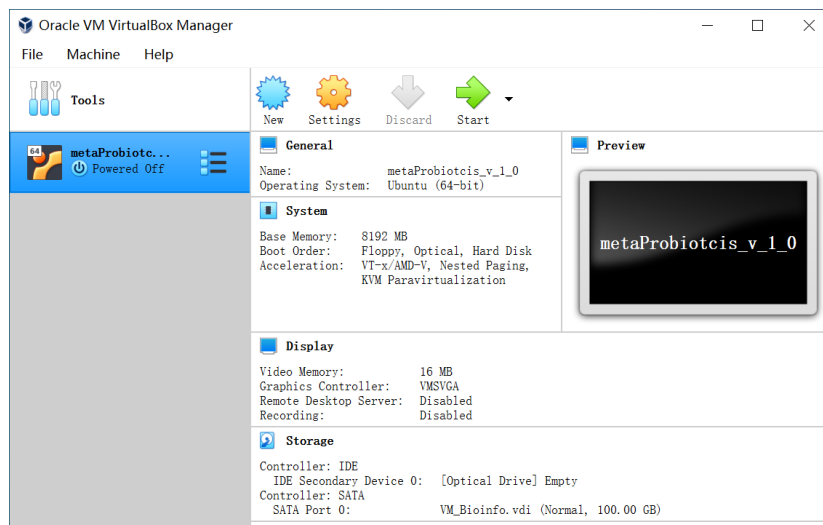 Oracle VM VirtualBox Manager
File Machine Help
Tools
New Settings Discard Start
64 metaProbiotc...
Powered Off
General
Name: metaProbiotcis_v_1_0
Operating System: Ubuntu (64-bit)
Preview
metaProbiotcis_v_1_0
System
Base Memory: 8192 MB
Boot Order: Floppy, Optical, Hard Disk
Acceleration: VT-x/AMD-V, Nested Paging,
KVM Paravirtualization
Display
Video Memory: 16 MB
Graphics Controller: VMSVGA
Remote Desktop Server: Disabled
Recording: Disabled
Storage
Controller: IDE
IDE Secondary Device 0: [Optical Drive] Empty
Controller: SATA
SATA Port 0: VM_Bioinfo.vdi (Normal, 100.00 GB)